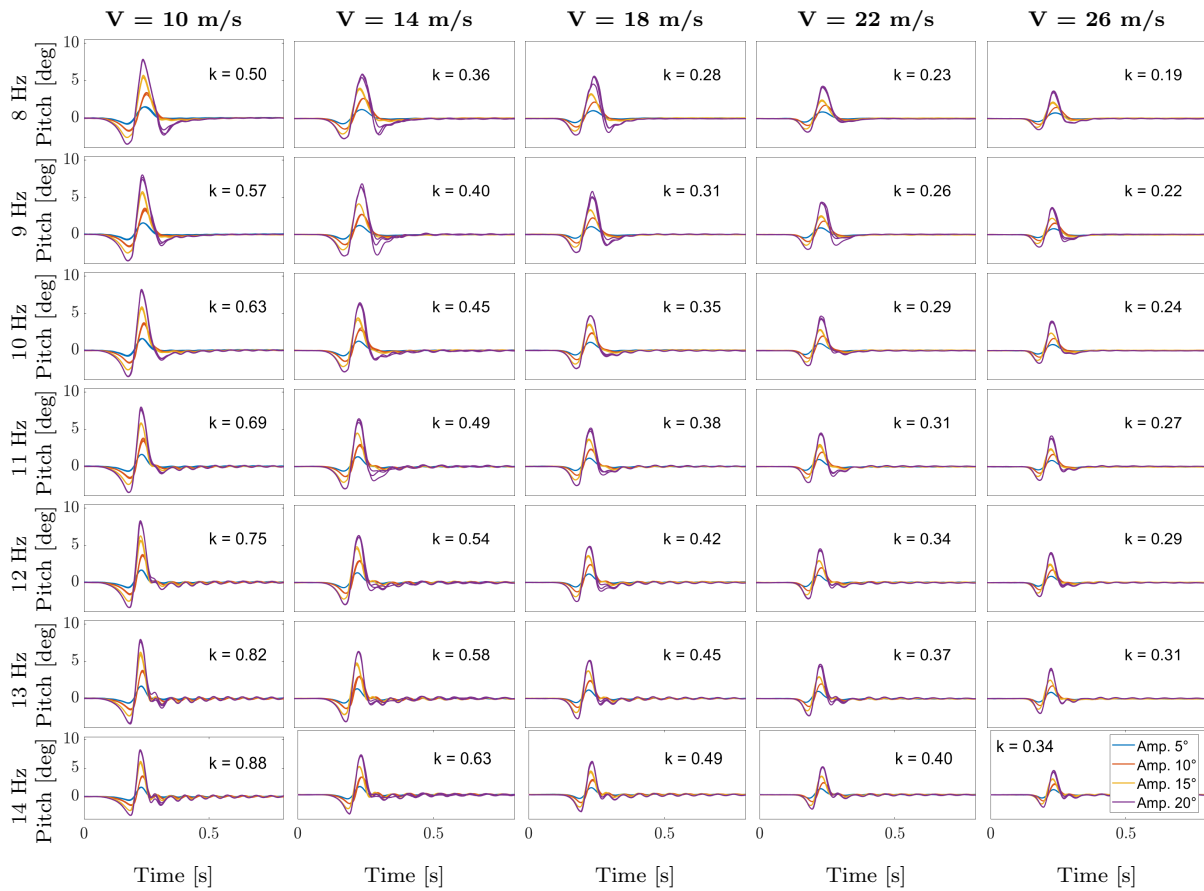 V = 10 m/s V = 14 m/s V = 18 m/s V = 22 m/s V = 26 m/s
8 Hz
Pitch [deg]
10
5
0
k = 0.50 k = 0.36 k = 0.28 k = 0.23 k = 0.19
9 Hz
Pitch [deg]
10
5
0
k = 0.57 k = 0.40 k = 0.31 k = 0.26 k = 0.22
10 Hz
Pitch [deg]
10
5
0
k = 0.63 k = 0.45 k = 0.35 k = 0.29 k = 0.24
11 Hz
Pitch [deg]
10
5
0
k = 0.69 k = 0.49 k = 0.38 k = 0.31 k = 0.27
12 Hz
Pitch [deg]
10
5
0
k = 0.75 k = 0.54 k = 0.42 k = 0.34 k = 0.29
13 Hz
Pitch [deg]
10
5
0
k = 0.82 k = 0.58 k = 0.45 k = 0.37 k = 0.31
14 Hz
Pitch [deg]
10
5
0
k = 0.88 k = 0.63 k = 0.49 k = 0.40 k = 0.34
Amp. 5°
Amp. 10°
Amp. 15°
Amp. 20°
0 0.5 0 0.5 0 0.5 0 0.5 0 0.5
Time [s] Time [s] Time [s] Time [s] Time [s]